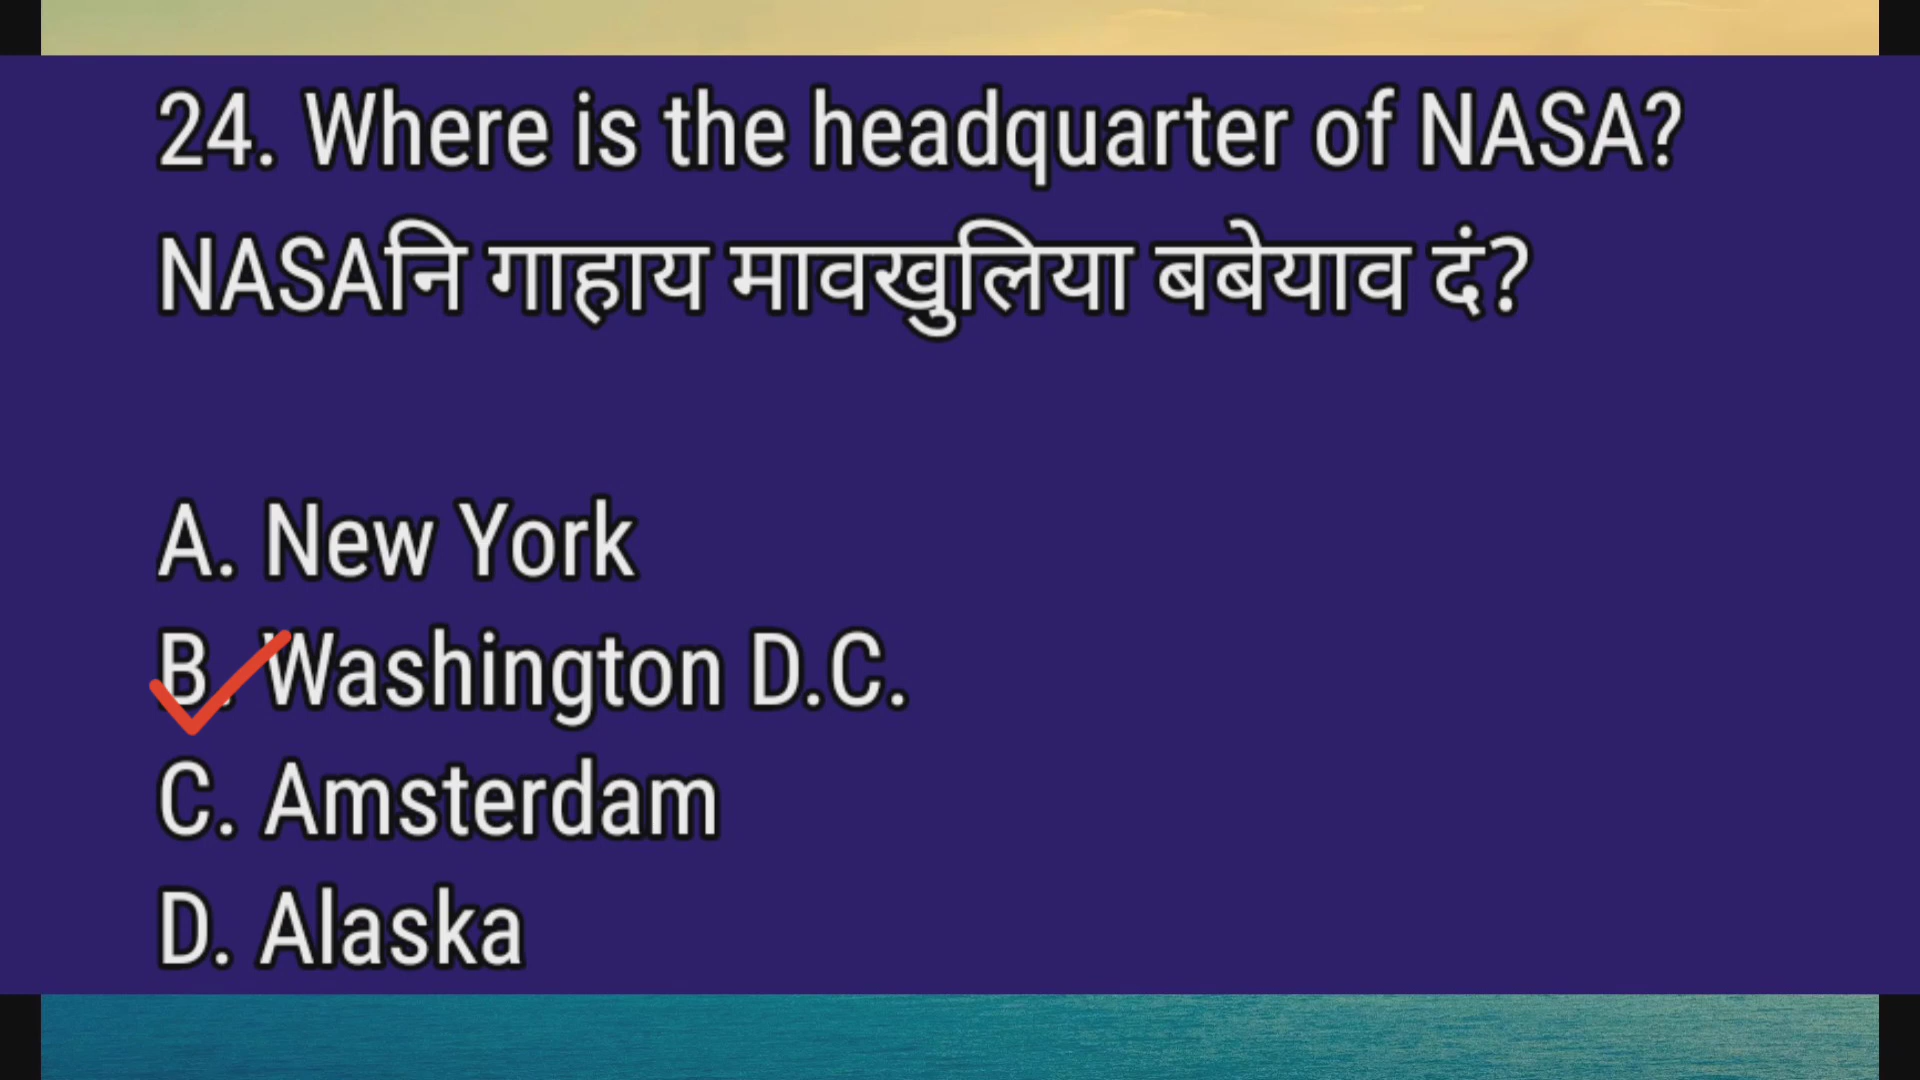 24. Where is the headquarter of NASA?
NASAनि गाहाय मावखुलिया बबेयाव दं?
A. New York
B. Washington D.C.
C. Amsterdam
D. Alaska